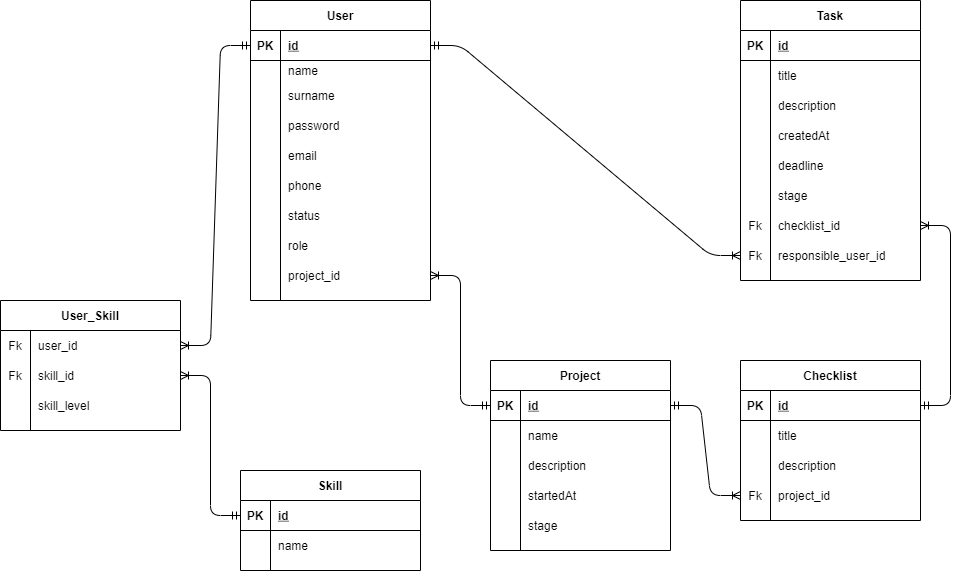 User
PK id
name
surname
password
email
phone
status
role
project_id
Task
PK id
title
description
createdAt
deadline
stage
Fk checklist_id
Fk responsible_user_id
User_Skill
Fk user_id
Fk skill_id
skill_level
Project
PK id
name
description
startedAt
stage
Checklist
PK id
title
description
Fk project_id
Skill
PK id
name